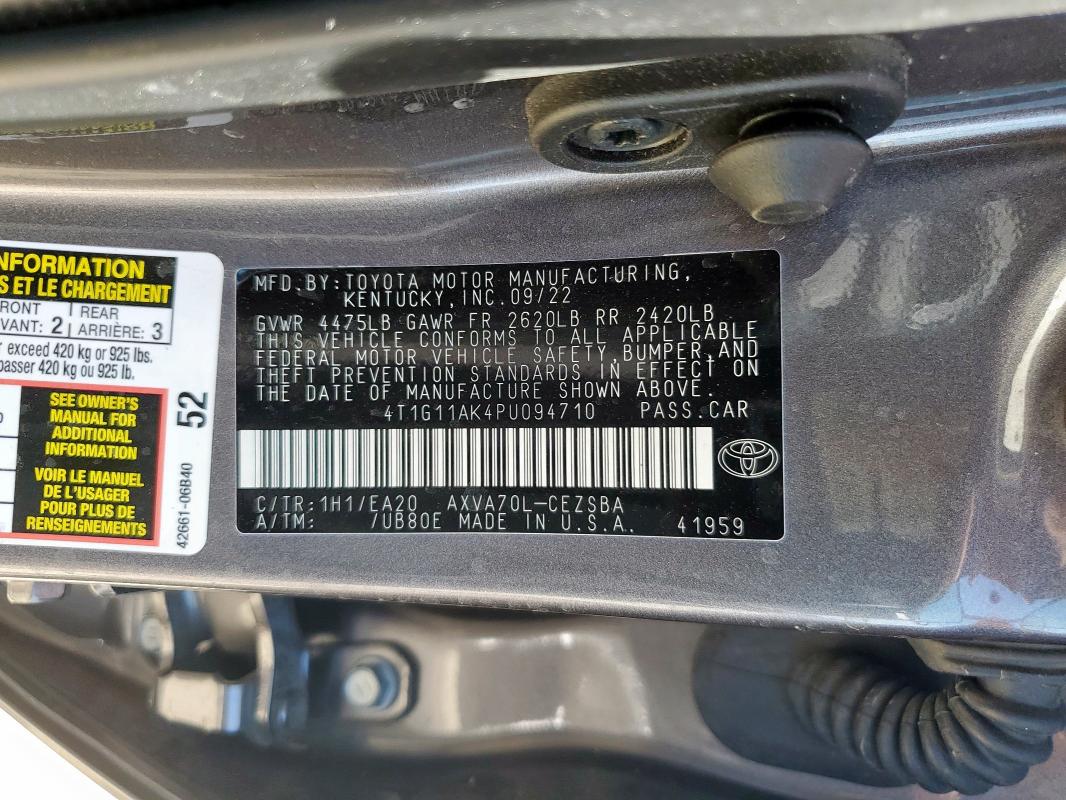 NFORMATION
S ET LE CHARGEMENT
FRONT REAR
AVANT: 2 ARRIÈRE: 3
exceed 420 kg or 925 lbs.
passer 420 kg ou 925 lb.
SEE OWNER'S
MANUAL FOR
ADDITIONAL
INFORMATION
VOIR LE MANUEL
DE L'USAGER
POUR PLUS DE
RENSEIGNEMENTS
52
42661-06B40
MFD.BY:TOYOTA MOTOR MANUFACTURING,
KENTUCKY,INC.09/22
GVWR 4475LB GAWR FR 2620LB RR 2420LB
THIS VEHICLE CONFORMS TO ALL APPLICABLE
FEDERAL MOTOR VEHICLE SAFETY,BUMPER,AND
THEFT PREVENTION STANDARDS IN EFFECT ON
THE DATE OF MANUFACTURE SHOWN ABOVE.
4T1G11AK4PU094710 PASS.CAR
C/TR:1H1/EA20 AXVA70L-CEZSBA
A/TM: /UB80E MADE IN U.S.A. 41959